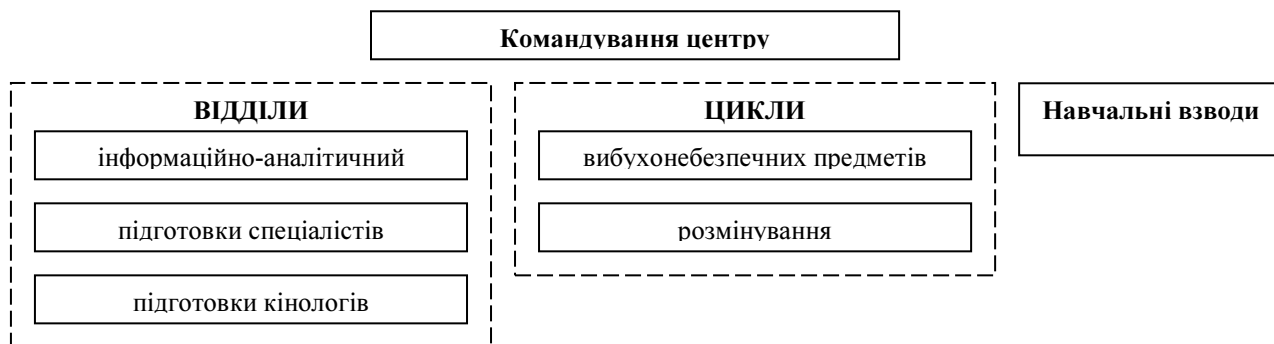 Командування центру
ВІДДІЛИ
інформаційно-аналітичний
підготовки спеціалістів
підготовки кінологів
ЦИКЛИ
вибухонебезпечних предметів
розмінування
Навчальні взводи